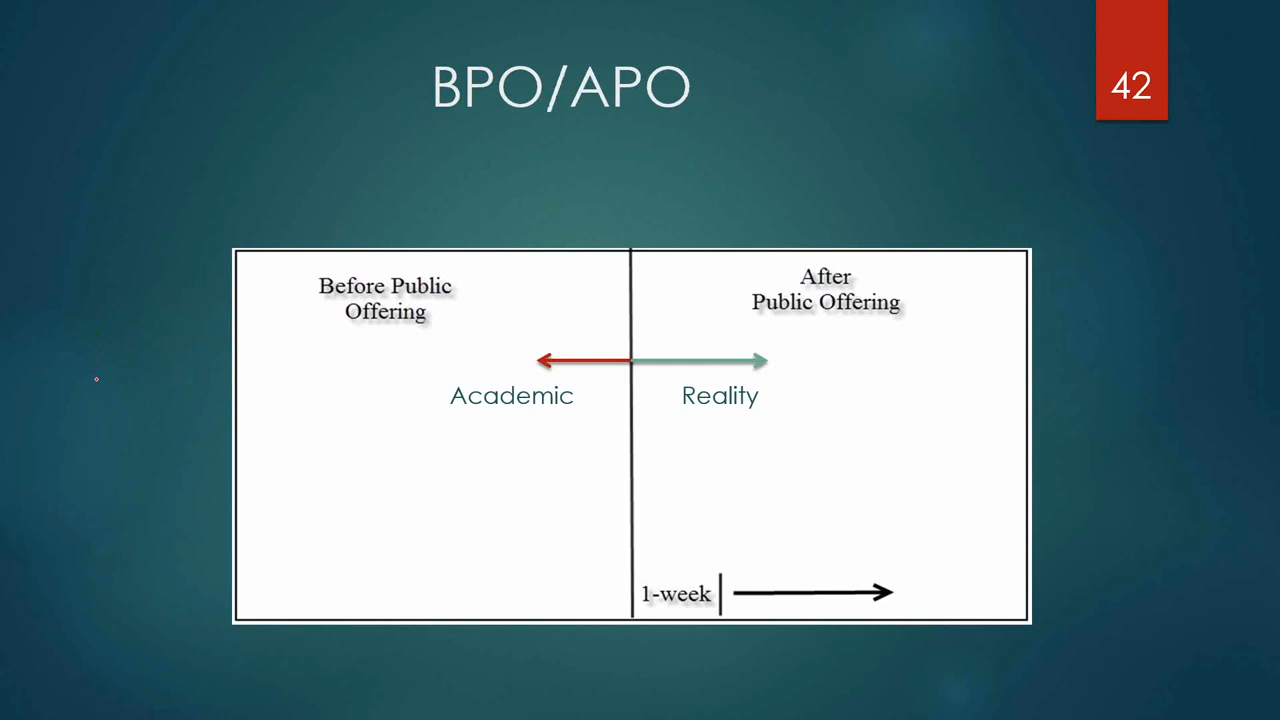 BPO/APO
42
Before Public
Offering
After
Public Offering
Academic
Reality
1-week